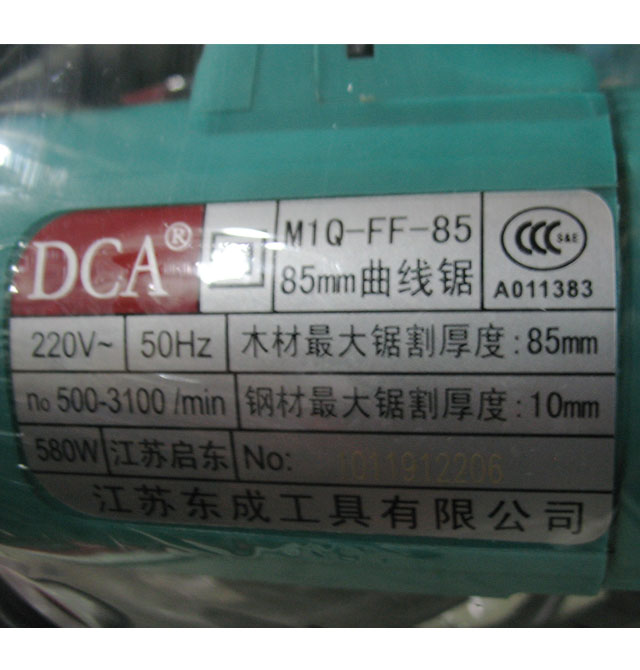 DCA®
M1Q-FF-85
85mm曲线锯
CCC S&E
A011383
220V~ 50Hz 木材最大锯割厚度:85mm
no 500-3100 /min 钢材最大锯割厚度:10mm
580W 江苏启东 No: 1011912206
江苏东成工具有限公司